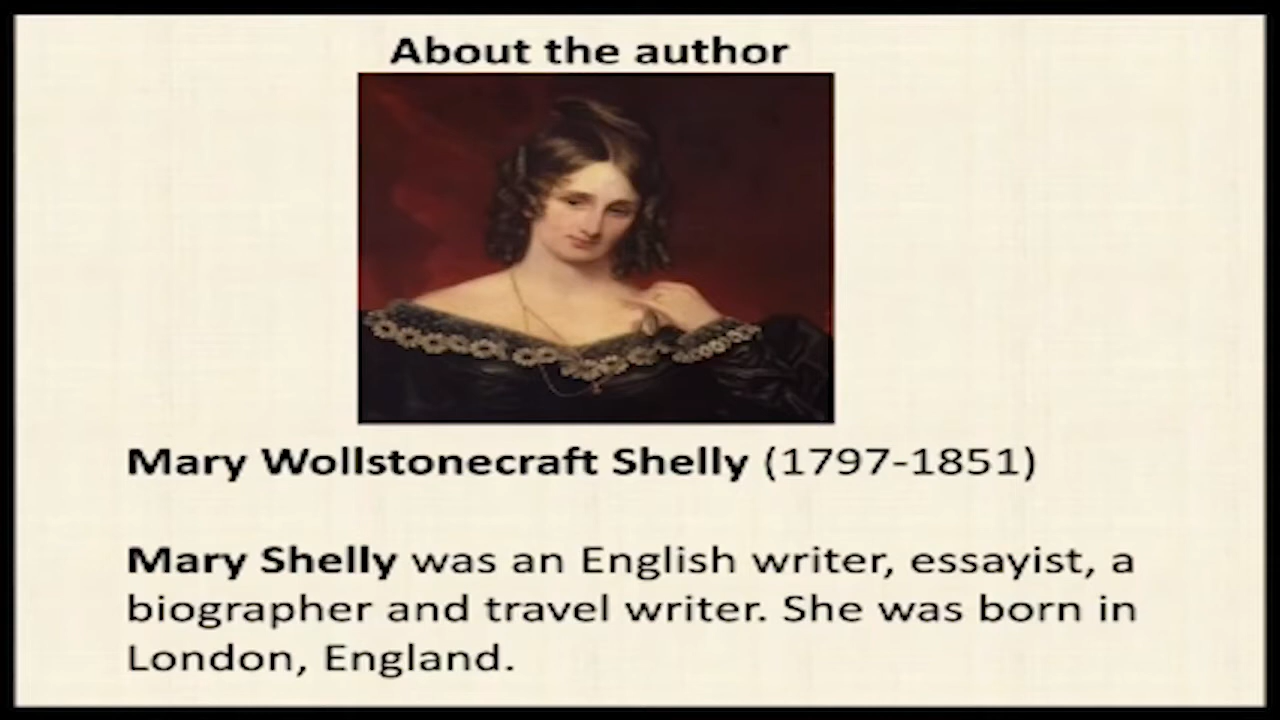 About the author
Mary Wollstonecraft Shelly (1797-1851)
Mary Shelly was an English writer, essayist, a
biographer and travel writer. She was born in
London, England.